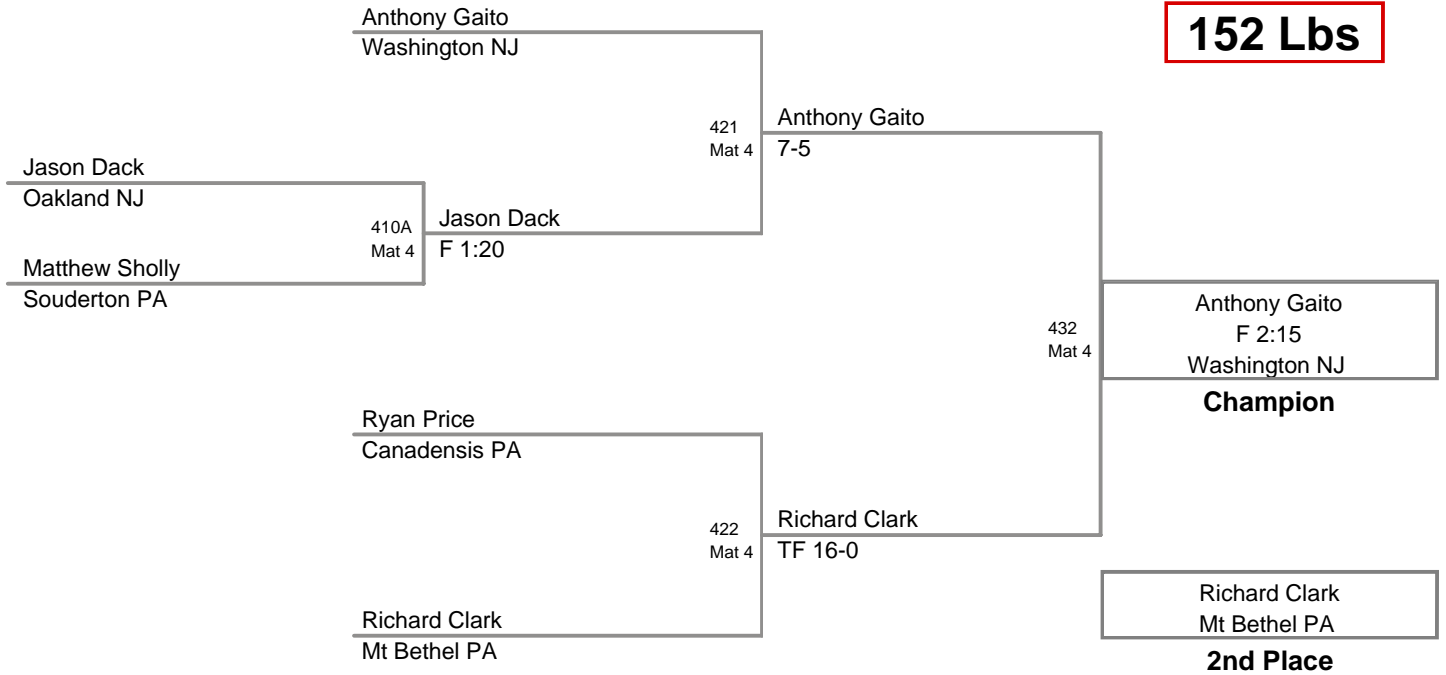 Anthony Gaito
Washington NJ
152 Lbs
421
Mat 4
Anthony Gaito
7-5
Jason Dack
Oakland NJ
410A
Mat 4
Jason Dack
F 1:20
Matthew Sholly
Souderton PA
432
Mat 4
Anthony Gaito
F 2:15
Washington NJ
Champion
Ryan Price
Canadensis PA
422
Mat 4
Richard Clark
TF 16-0
Richard Clark
Mt Bethel PA
Richard Clark
Mt Bethel PA
2nd Place